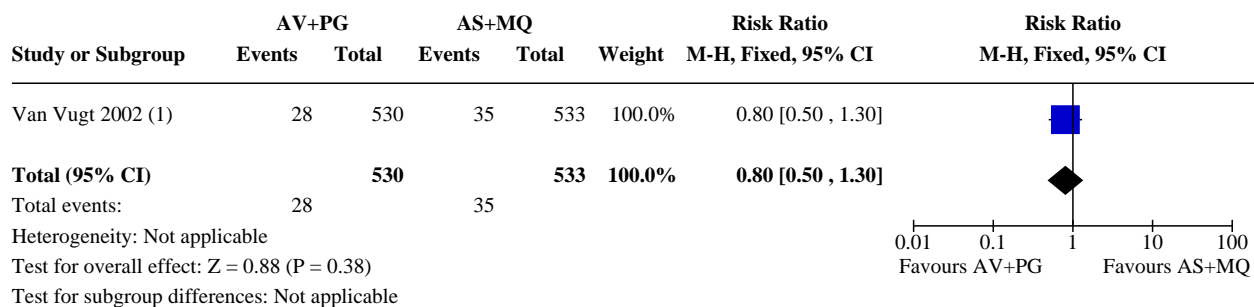 AV+PG AS+MQ Risk Ratio Risk Ratio
Study or Subgroup Events Total Events Total Weight M-H, Fixed, 95% CI M-H, Fixed, 95% CI
Van Vugt 2002 (1) 28 530 35 533 100.0% 0.80 [0.50 , 1.30]
Total (95% CI) 530 533 100.0% 0.80 [0.50 , 1.30]
Total events: 28 35
Heterogeneity: Not applicable
Test for overall effect: Z = 0.88 (P = 0.38)
Test for subgroup differences: Not applicable
0.01 0.1 1 10 100
Favours AV+PG Favours AS+MQ